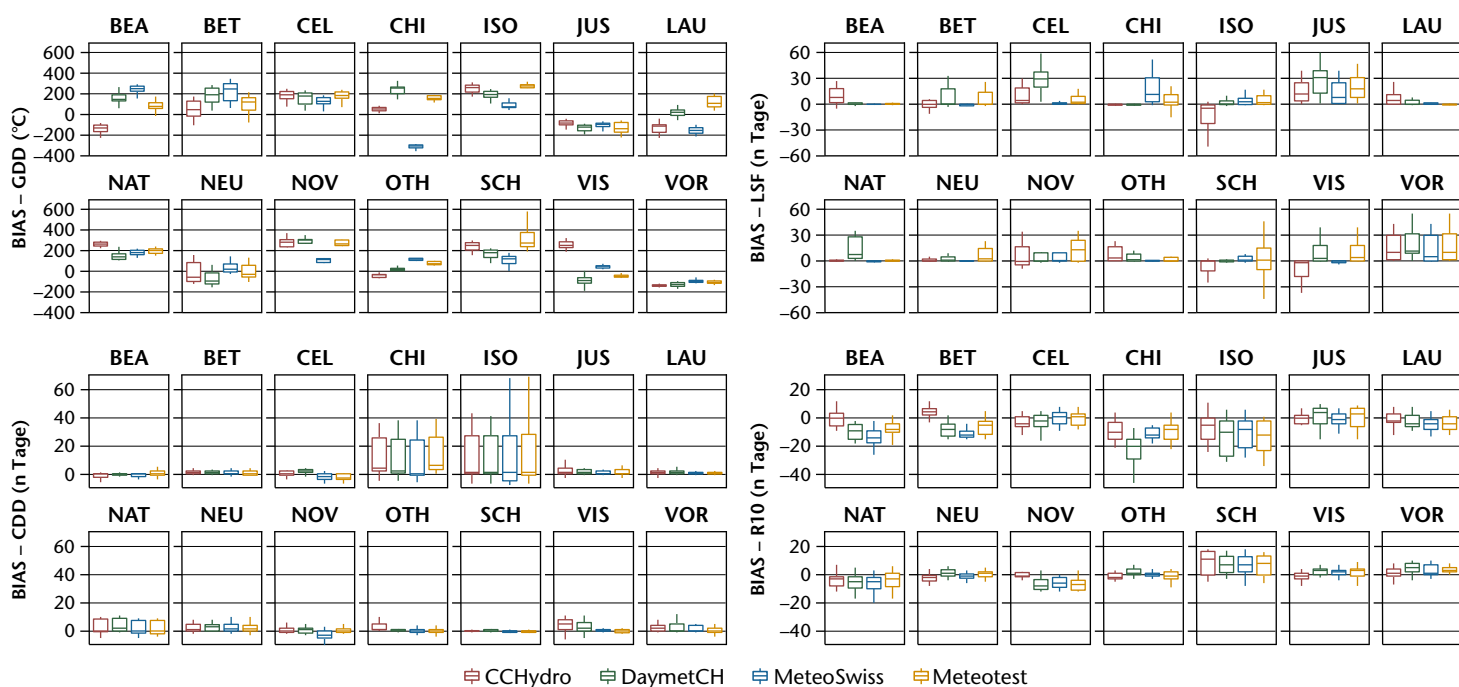 BEA BET CEL CHI ISO JUS LAU
BIAS – GDD (°C)
600
400
200
0
–200
–400
NAT NEU NOV OTH SCH VIS VOR
600
400
200
0
–200
–400
BEA BET CEL CHI ISO JUS LAU
BIAS – LSF (n Tage)
60
30
0
–30
–60
NAT NEU NOV OTH SCH VIS VOR
60
30
0
–30
–60
BEA BET CEL CHI ISO JUS LAU
BIAS – CDD (n Tage)
60
40
20
0
NAT NEU NOV OTH SCH VIS VOR
60
40
20
0
BEA BET CEL CHI ISO JUS LAU
BIAS – R10 (n Tage)
20
0
–20
–40
NAT NEU NOV OTH SCH VIS VOR
20
0
–20
–40
CCHydro DaymetCH MeteoSwiss Meteotest